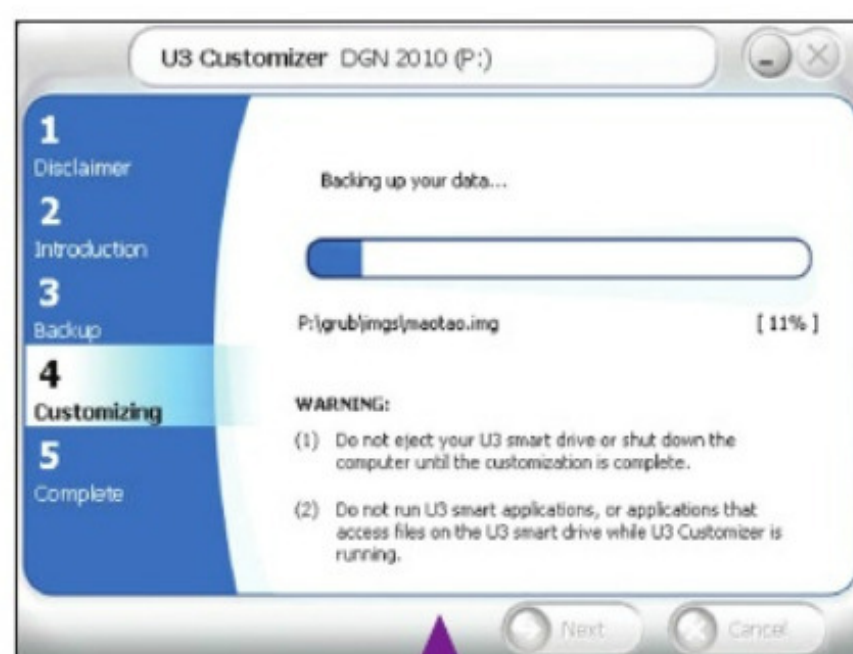 U3 Customizer DGN 2010 (P:)
1
Disclaimer
2
Introduction
3
Backup
4
Customizing
5
Complete
Backing up your data...
P:\grub\imgs\maotao.img [ 11% ]
WARNING:
(1) Do not eject your U3 smart drive or shut down the
computer until the customization is complete.
(2) Do not run U3 smart applications, or applications that
access files on the U3 smart drive while U3 Customizer is
running.
Next
Cancel